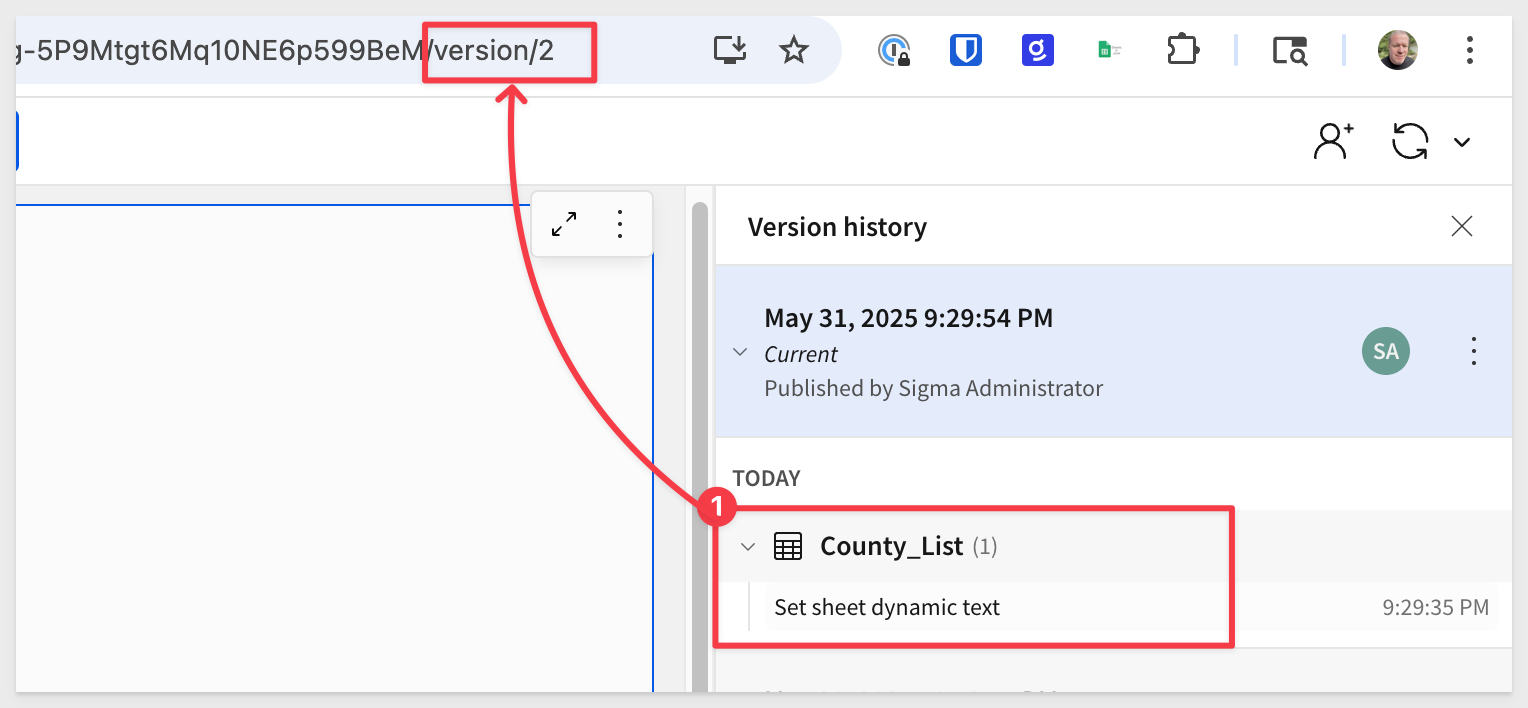 g-5P9Mtgt6Mq10NE6p599BeM/version/2
Version history
May 31, 2025 9:29:54 PM
Current
SA
Published by Sigma Administrator
TODAY
1
County_List (1)
Set sheet dynamic text
9:29:35 PM